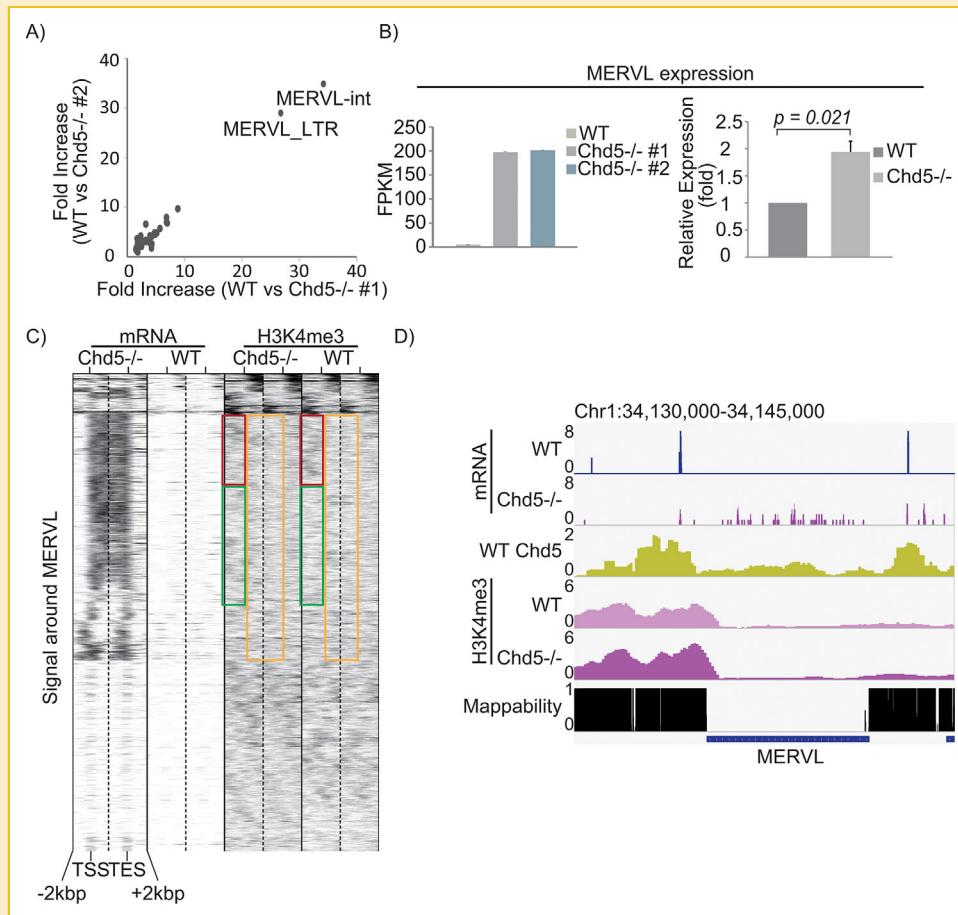 A)
Fold Increase
(WT vs Chd5-/- #2)
40
30
20
10
0
MERVL-int
MERVL_LTR
0 10 20 30 40
Fold Increase (WT vs Chd5-/- #1)
B)
MERVL expression
FPKM
250
200
150
100
50
0
WT
Chd5-/- #1
Chd5-/- #2
Relative Expression
(fold)
2.5
2
1.5
1
0.5
0
p = 0.021
WT
Chd5-/-
C)
mRNA H3K4me3
Chd5-/- WT Chd5-/- WT
Signal around MERVL
TSS TES
-2kbp +2kbp
D)
Chr1:34,130,000-34,145,000
mRNA
WT 8
0
Chd5-/- 8
0
WT Chd5 2
0
H3K4me3
WT 6
0
Chd5-/- 6
0
Mappability 1
0
MERVL